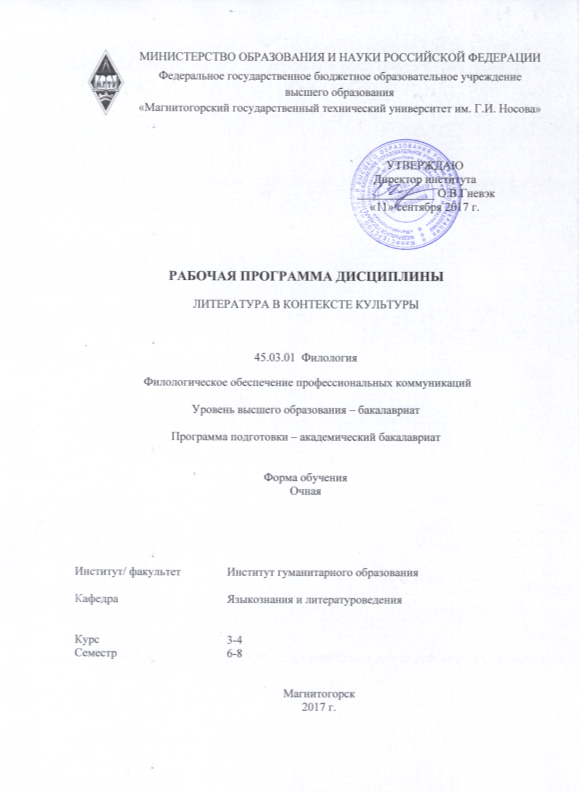 МИНИСТЕРСТВО ОБРАЗОВАНИЯ И НАУКИ РОССИЙСКОЙ ФЕДЕРАЦИИ
Федеральное государственное бюджетное образовательное учреждение
высшего образования
«Магнитогорский государственный технический университет им. Г.И. Носова»
УТВЕРЖДАЮ
Директор института
О.В.Гневэк
«11» сентября 2017 г.
РАБОЧАЯ ПРОГРАММА ДИСЦИПЛИНЫ
ЛИТЕРАТУРА В КОНТЕКСТЕ КУЛЬТУРЫ
45.03.01 Филология
Филологическое обеспечение профессиональных коммуникаций
Уровень высшего образования – бакалавриат
Программа подготовки – академический бакалавриат
Форма обучения
Очная
Институт/ факультет Институт гуманитарного образования
Кафедра Языкознания и литературоведения
Курс 3-4
Семестр 6-8
Магнитогорск
2017 г.